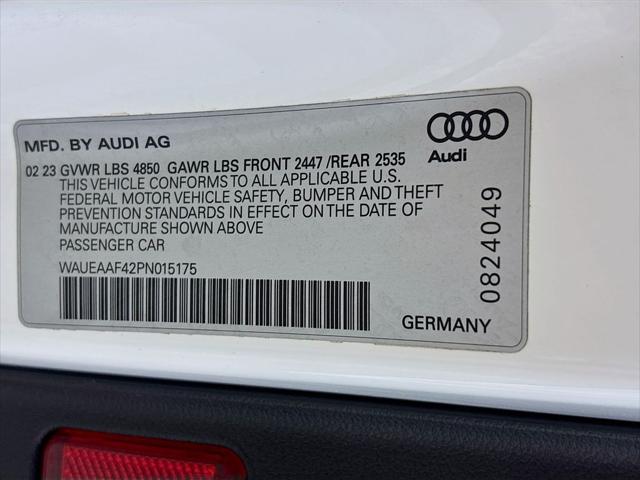 MFD. BY AUDI AG
Audi
02 23 GVWR LBS 4850 GAWR LBS FRONT 2447 /REAR 2535
THIS VEHICLE CONFORMS TO ALL APPLICABLE U.S.
FEDERAL MOTOR VEHICLE SAFETY, BUMPER AND THEFT
PREVENTION STANDARDS IN EFFECT ON THE DATE OF
MANUFACTURE SHOWN ABOVE
PASSENGER CAR
WAUEAAF42PN015175
0824049
GERMANY